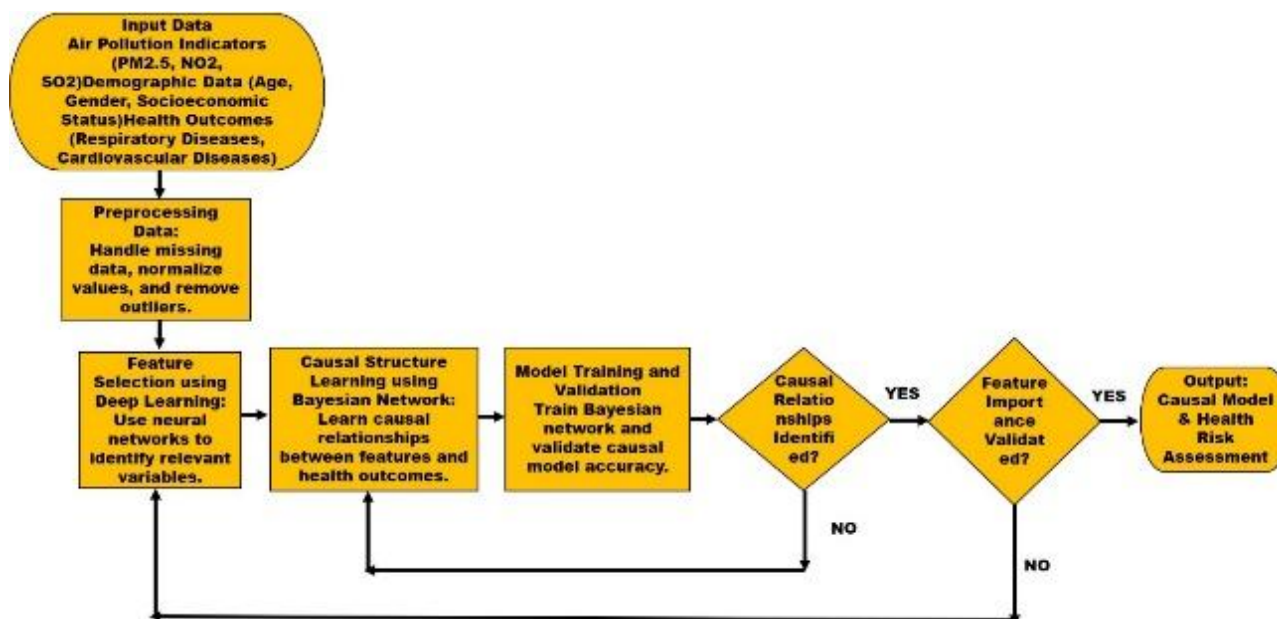 Input Data
Air Pollution Indicators
(PM2.5, NO2,
SO2)Demographic Data (Age,
Gender, Socioeconomic
Status)Health Outcomes
(Respiratory Diseases,
Cardiovascular Diseases)
Preprocessing
Data:
Handle missing
data, normalize
values, and remove
outliers.
Feature
Selection using
Deep Learning:
Use neural
networks to
identify relevant
variables.
Causal Structure
Learning using
Bayesian Network:
Learn causal
relationships
between features and
health outcomes.
Model Training and
Validation
Train Bayesian
network and
validate causal
model accuracy.
Causal
Relatio
nships
Identifi
ed?
YES
NO
Feature
Import
ance
Validat
ed?
YES
NO
Output:
Causal Model
& Health
Risk
Assessment